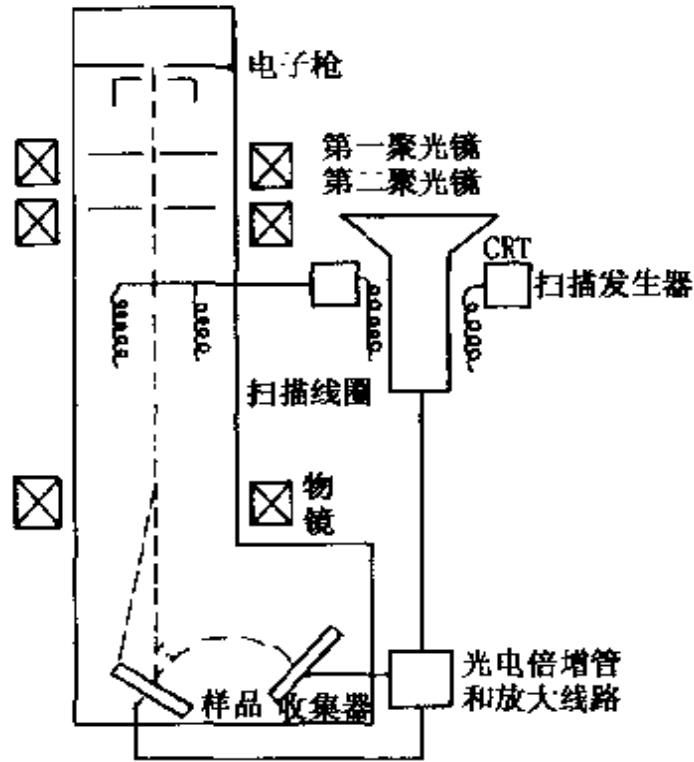 电子枪
第一聚光镜
第二聚光镜
CRT
扫描发生器
扫描线圈
物
镜
样品
收集器
光电倍增管
和放大线路